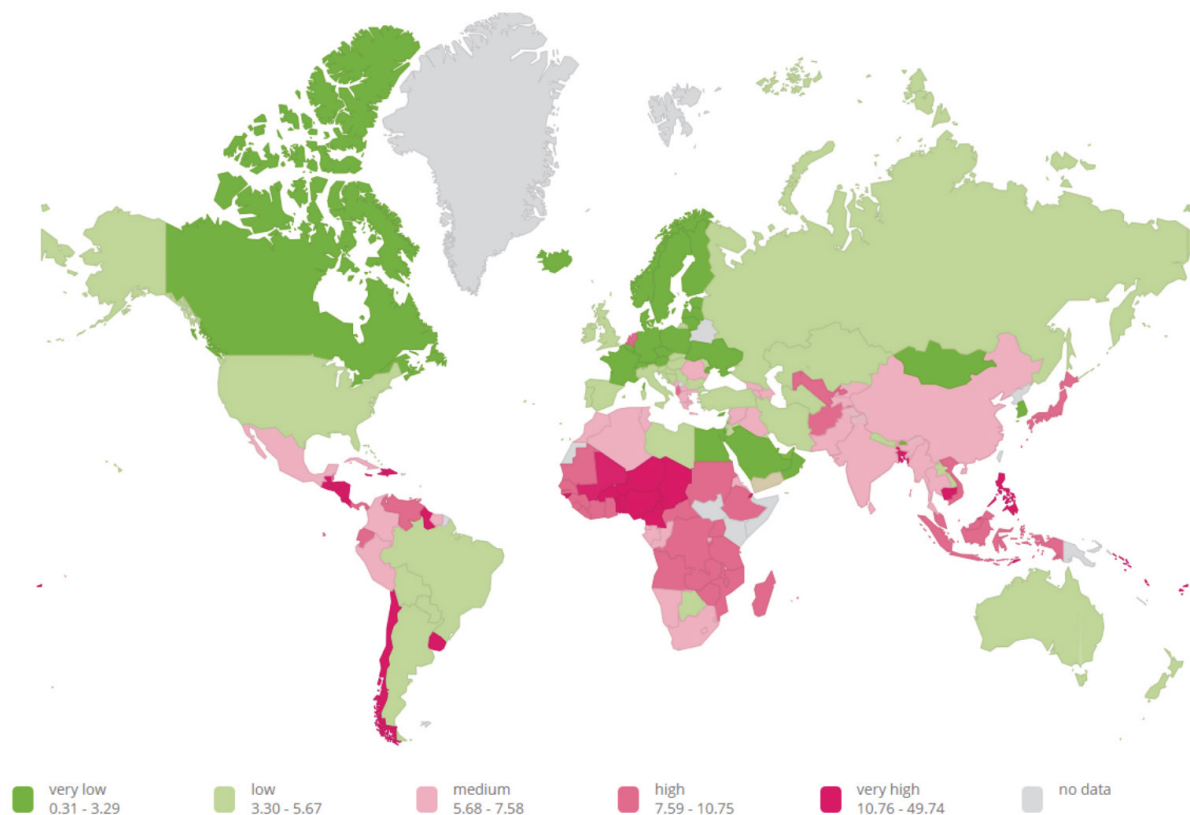 very low
0.31 - 3.29
low
3.30 - 5.67
medium
5.68 - 7.58
high
7.59 - 10.75
very high
10.76 - 49.74
no data